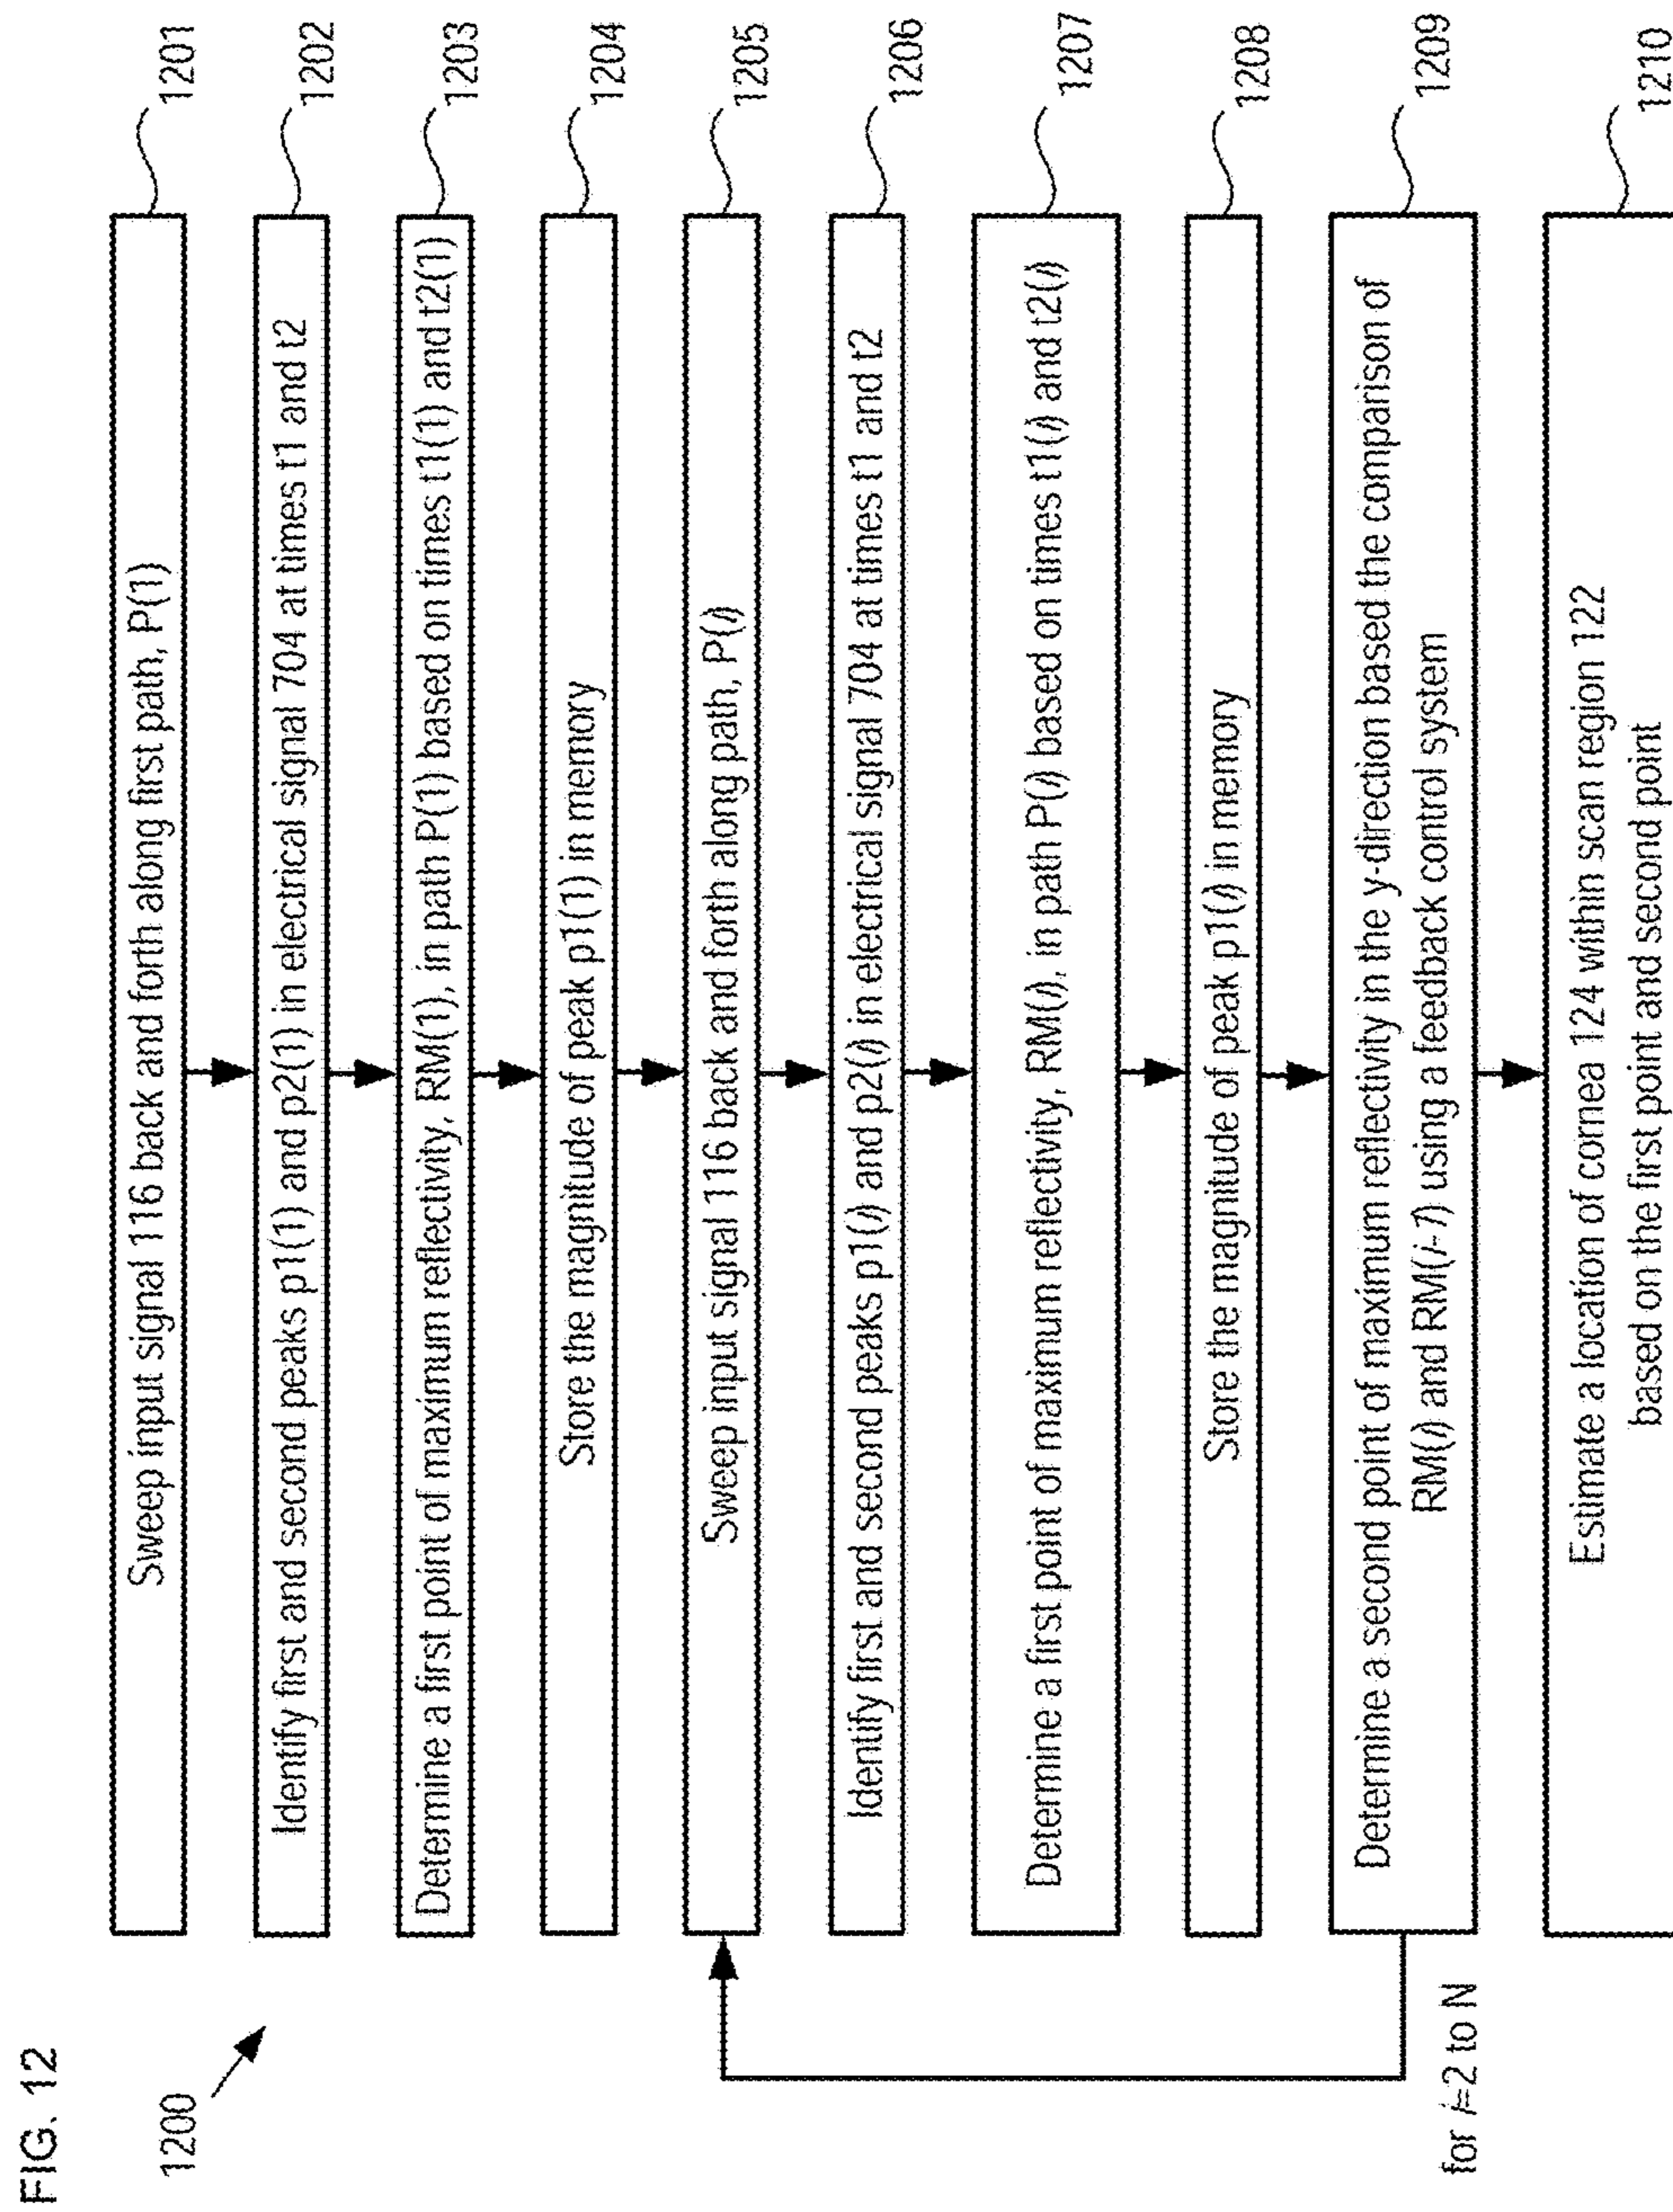 FIG. 12
1200
Sweep input signal 116 back and forth along first path, P(1)
1201
Identify first and second peaks p1(1) and p2(1) in electrical signal 704 at times t1 and t2
1202
Determine a first point of maximum reflectivity, RM(1), in path P(1) based on times t1(1) and t2(1)
1203
Store the magnitude of peak p1(1) in memory
1204
Sweep input signal 116 back and forth along path, P(i)
1205
Identify first and second peaks p1(i) and p2(i) in electrical signal 704 at times t1 and t2
1206
Determine a first point of maximum reflectivity, RM(i), in path P(i) based on times t1(i) and t2(i)
1207
Store the magnitude of peak p1(i) in memory
1208
Determine a second point of maximum reflectivity in the y-direction based the comparison of
RM(i) and RM(i-1) using a feedback control system
1209
for i=2 to N
Estimate a location of cornea 124 within scan region 122
based on the first point and second point
1210